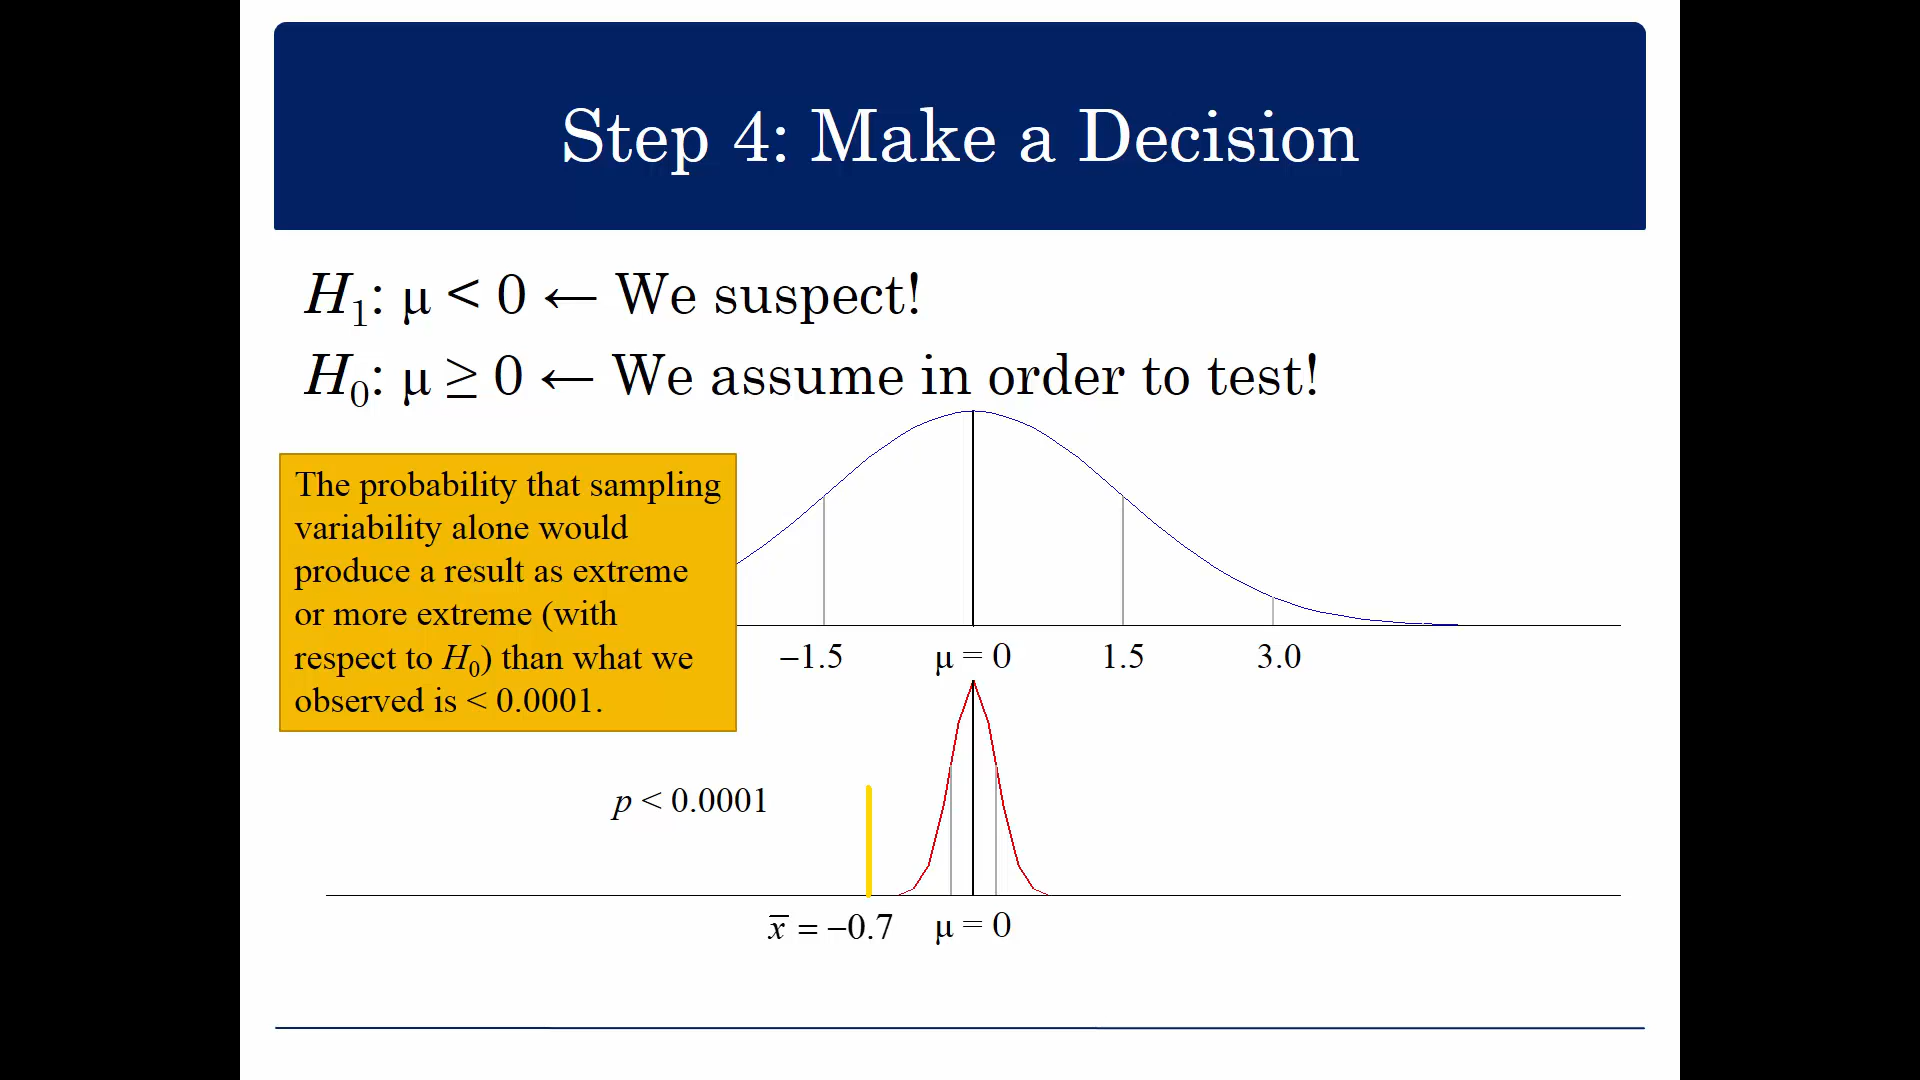 Step 4: Make a Decision
H₁: μ < 0 ← We suspect!
H₀: μ ≥ 0 ← We assume in order to test!
The probability that sampling
variability alone would
produce a result as extreme
or more extreme (with
respect to H₀) than what we
observed is < 0.0001.
−1.5 μ = 0 1.5 3.0
p < 0.0001
x̅ = −0.7 μ = 0